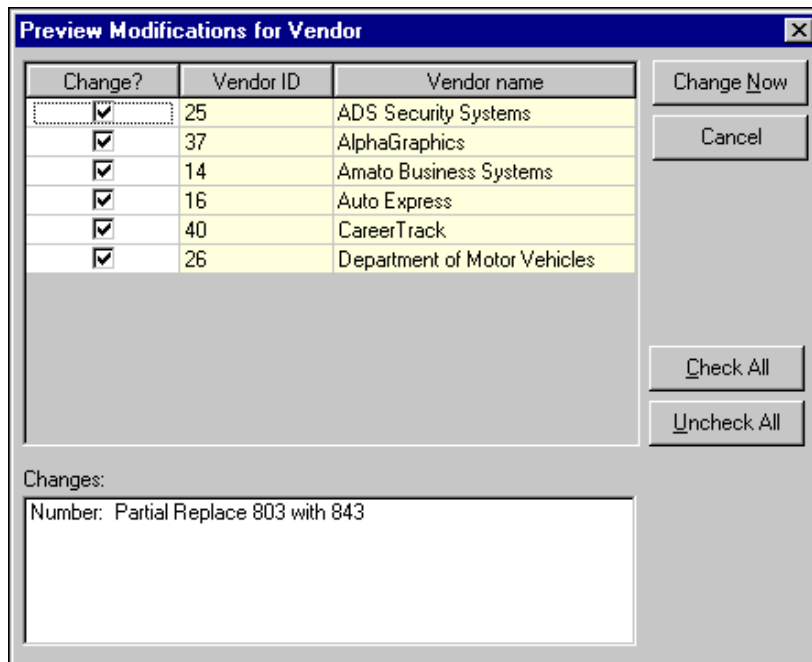 Preview Modifications for Vendor
Change? Vendor ID Vendor name
25 ADS Security Systems
37 AlphaGraphics
14 Amato Business Systems
16 Auto Express
40 CareerTrack
26 Department of Motor Vehicles
Change Now
Cancel
Check All
Uncheck All
Changes:
Number:  Partial Replace 803 with 843